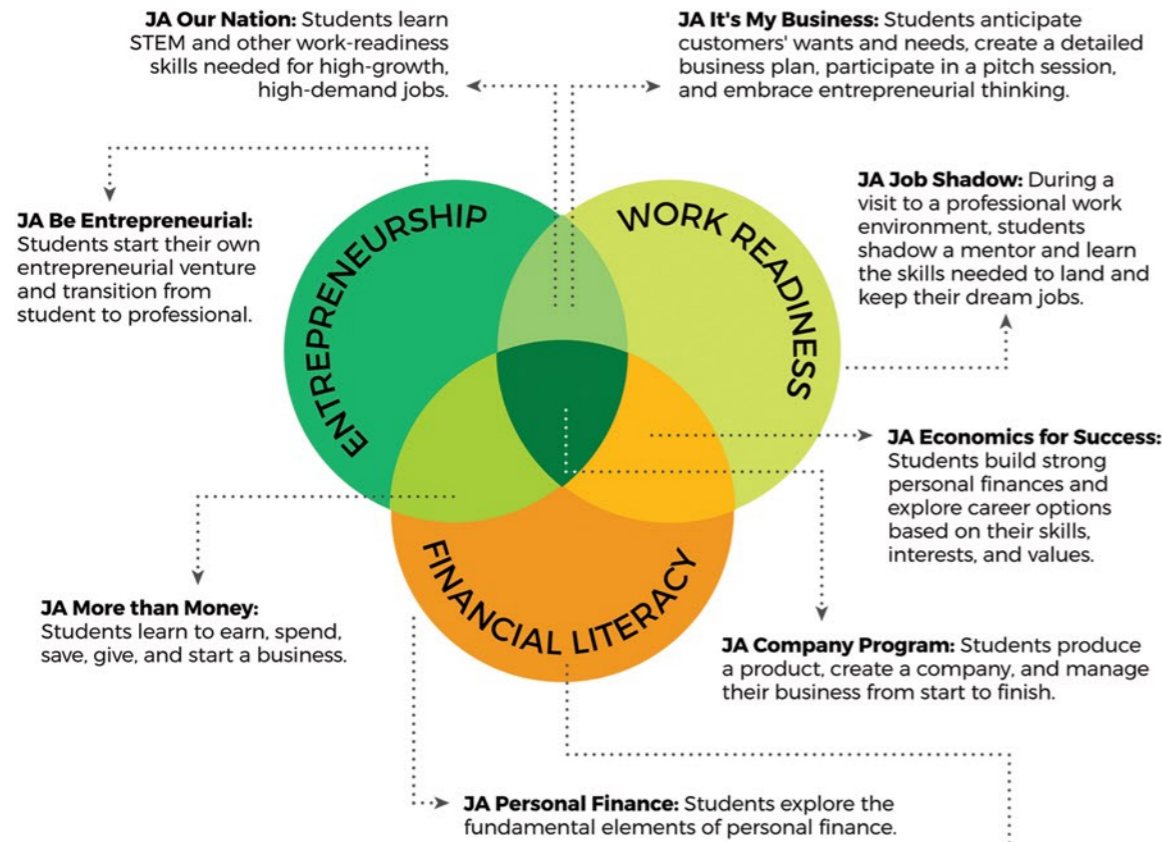 JA Our Nation: Students learn
STEM and other work-readiness
skills needed for high-growth,
high-demand jobs.
JA It's My Business: Students anticipate
customers' wants and needs, create a detailed
business plan, participate in a pitch session,
and embrace entrepreneurial thinking.
JA Be Entrepreneurial:
Students start their own
entrepreneurial venture
and transition from
student to professional.
ENTREPRENEURSHIP
WORK READINESS
JA Job Shadow: During a
visit to a professional work
environment, students
shadow a mentor and learn
the skills needed to land and
keep their dream jobs.
JA Economics for Success:
Students build strong
personal finances and
explore career options
based on their skills,
interests, and values.
FINANCIAL LITERACY
JA More than Money:
Students learn to earn, spend,
save, give, and start a business.
JA Company Program: Students produce
a product, create a company, and manage
their business from start to finish.
JA Personal Finance: Students explore the
fundamental elements of personal finance.